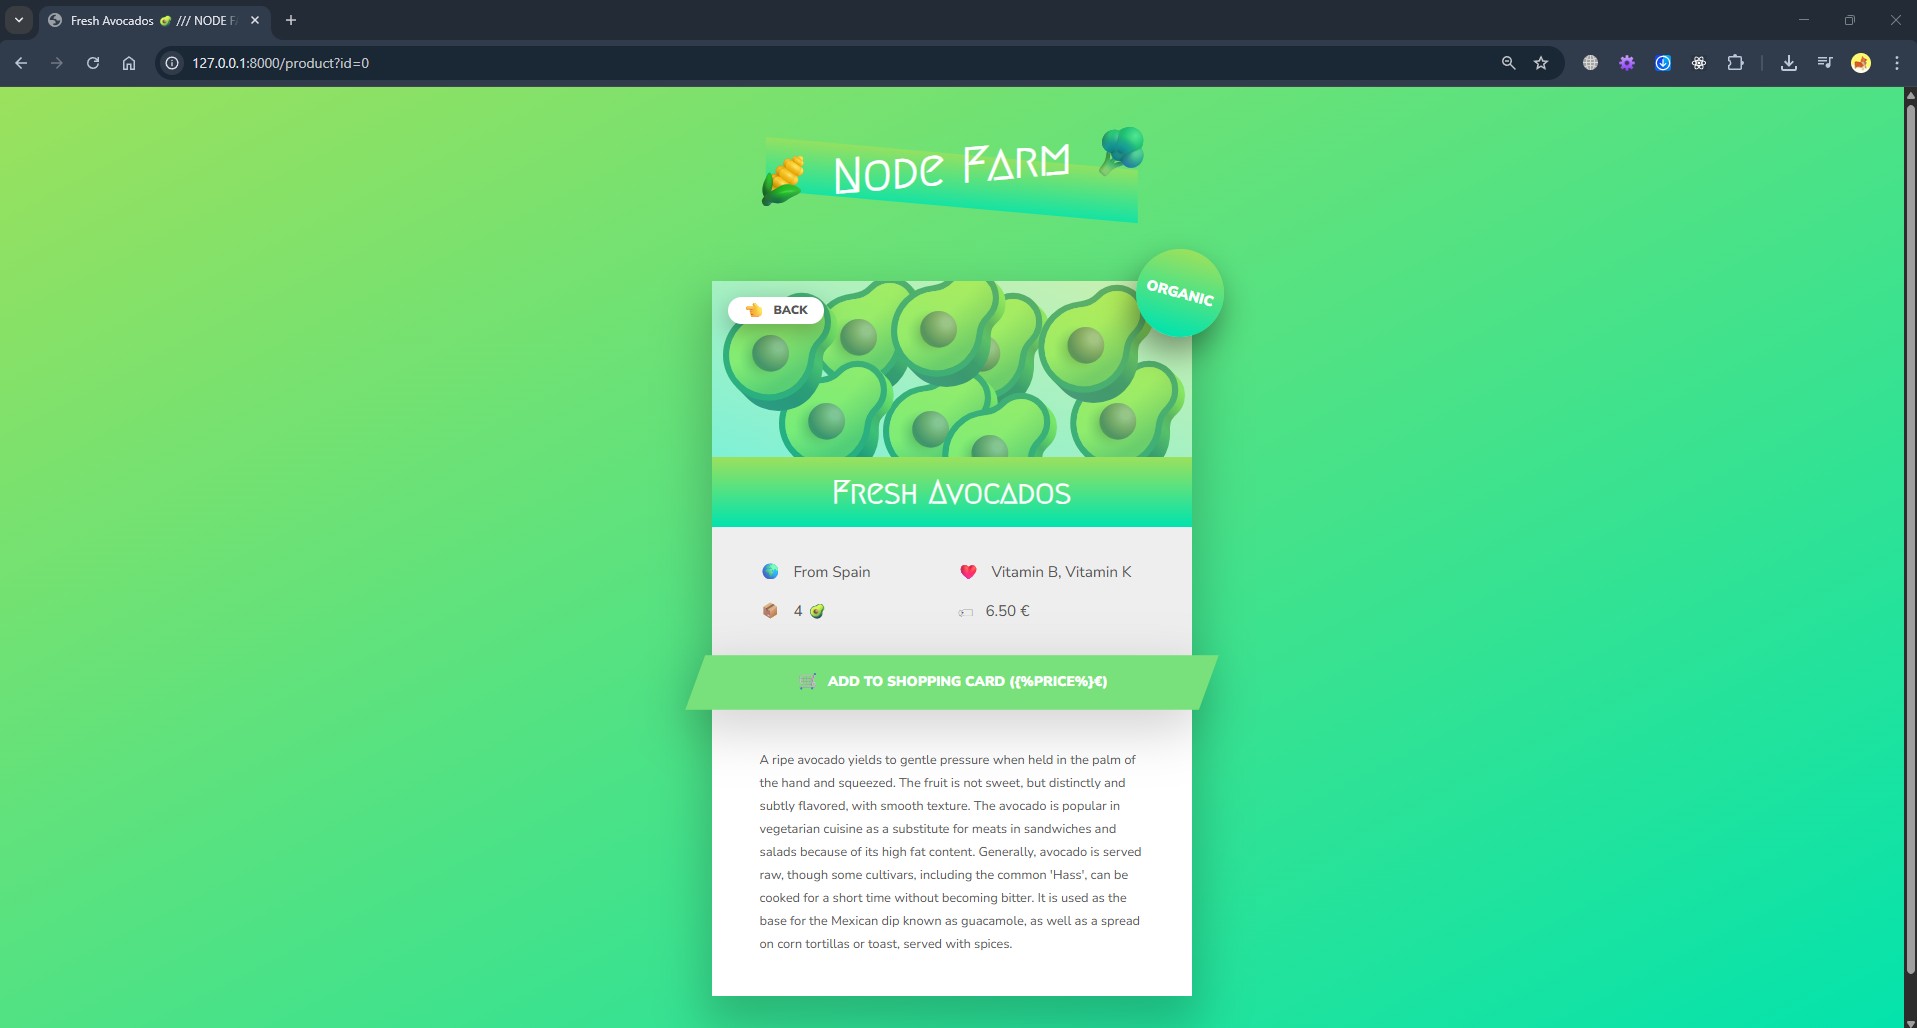 Fresh Avocados 🥑 /// NODE F
127.0.0.1:8000/product?id=0
Node Farm
ORGANIC
BACK
Fresh Avocados
From Spain
Vitamin B, Vitamin K
4 🥑
6.50 €
ADD TO SHOPPING CARD ({%PRICE%}€)
A ripe avocado yields to gentle pressure when held in the palm of
the hand and squeezed. The fruit is not sweet, but distinctly and
subtly flavored, with smooth texture. The avocado is popular in
vegetarian cuisine as a substitute for meats in sandwiches and
salads because of its high fat content. Generally, avocado is served
raw, though some cultivars, including the common 'Hass', can be
cooked for a short time without becoming bitter. It is used as the
base for the Mexican dip known as guacamole, as well as a spread
on corn tortillas or toast, served with spices.